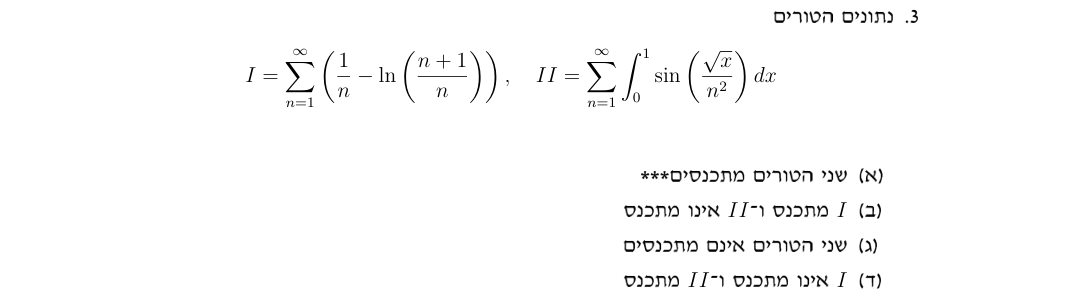 3. נתונים הטורים
$I = \sum_{n=1}^{\infty} \left( \frac{1}{n} - \ln \left( \frac{n+1}{n} \right) \right), \quad II = \sum_{n=1}^{\infty} \int_0^1 \sin \left( \frac{\sqrt{x}}{n^2} \right) dx$
(א) שני הטורים מתכנסים***
(ב) I מתכנס ו־II אינו מתכנס
(ג) שני הטורים אינם מתכנסים
(ד) I אינו מתכנס ו־II מתכנס